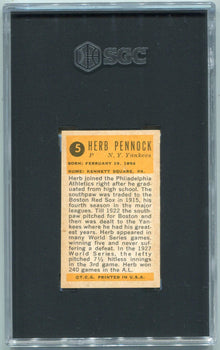 SGC
5
HERB PENNOCK
P N.Y. Yankees
BORN: FEBRUARY 10, 1894
HOME: KENNETT SQUARE, PA.
Herb joined the Philadelphia
Athletics right after he grad-
uated from high school. The
southpaw was traded to the
Boston Red Sox in 1915, his
fourth season in the major
leagues. Till 1922 the south-
paw pitched for Boston and
then was dealt to the Yan-
kees where he had his great-
est years. Herb appeared in
many World Series games,
winning five and never suf-
fering a defeat. In the 1927
World Series, the lefty
pitched 7⅓ hitless innings
in the 3rd game. Herb won
240 games in the A.L.
©T.C.G. PRINTED IN U.S.A.